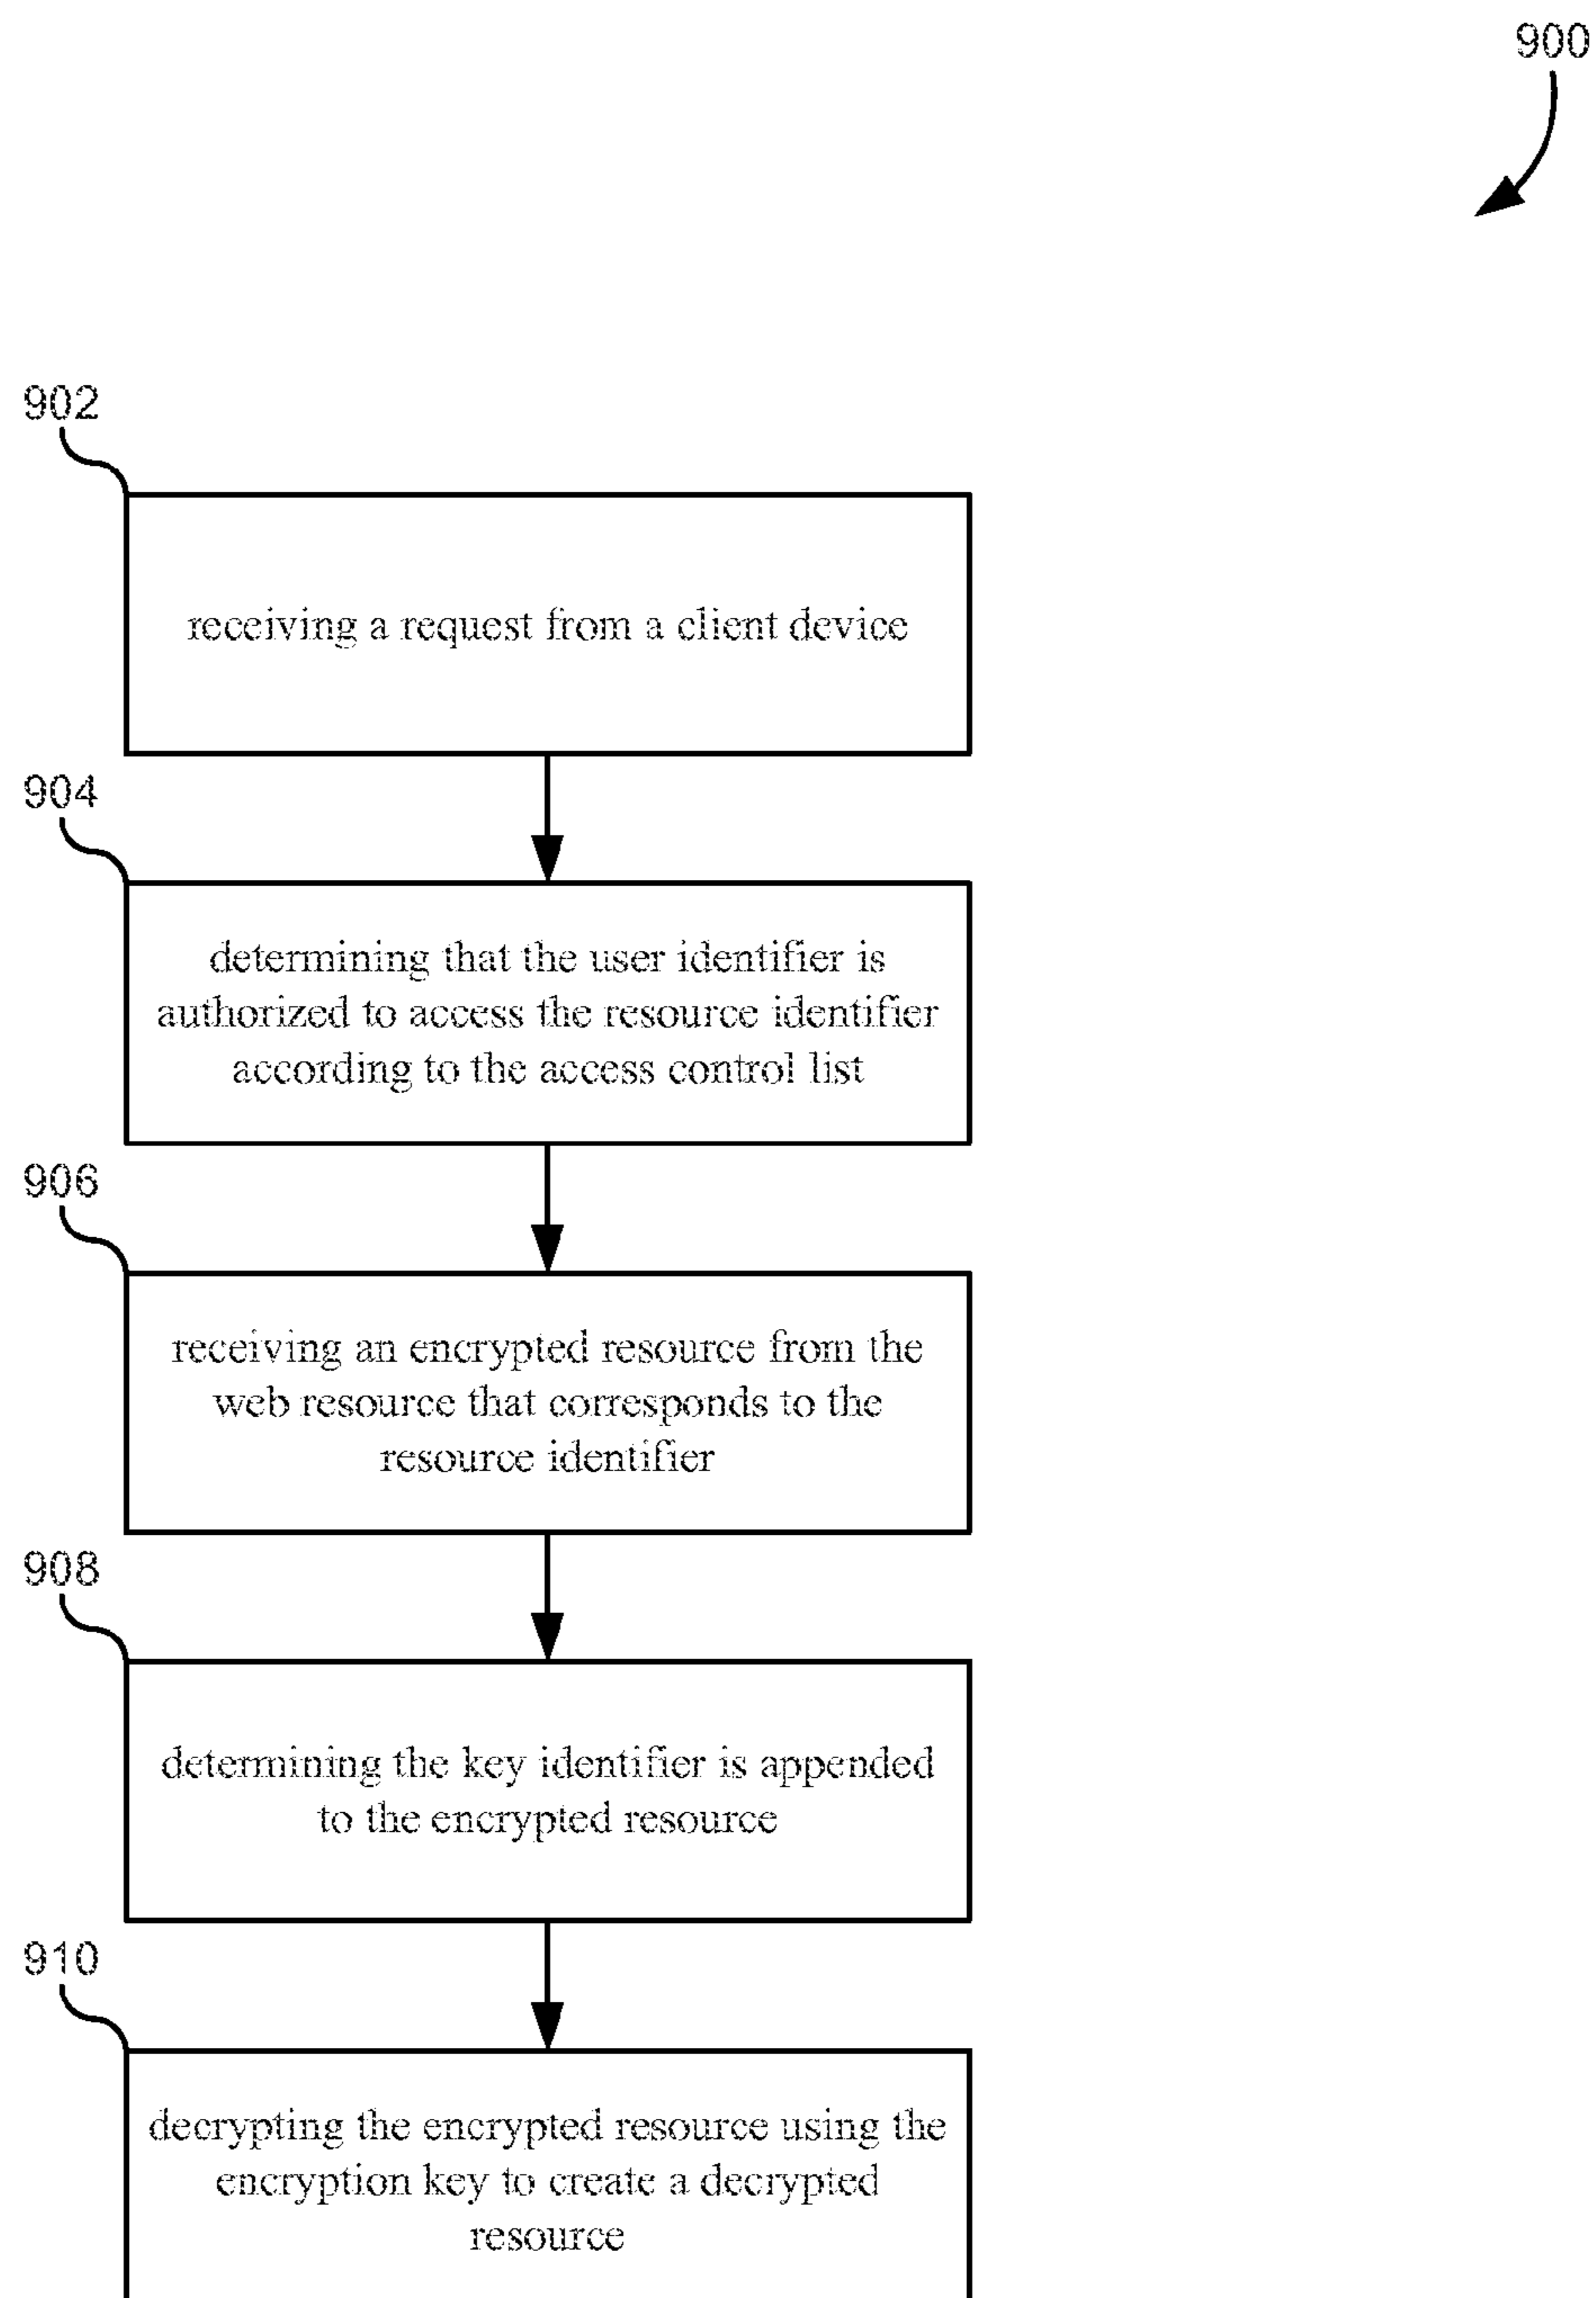 900
902
receiving a request from a client device
904
determining that the user identifier is
authorized to access the resource identifier
according to the access control list
906
receiving an encrypted resource from the
web resource that corresponds to the
resource identifier
908
determining the key identifier is appended
to the encrypted resource
910
decrypting the encrypted resource using the
encryption key to create a decrypted
resource